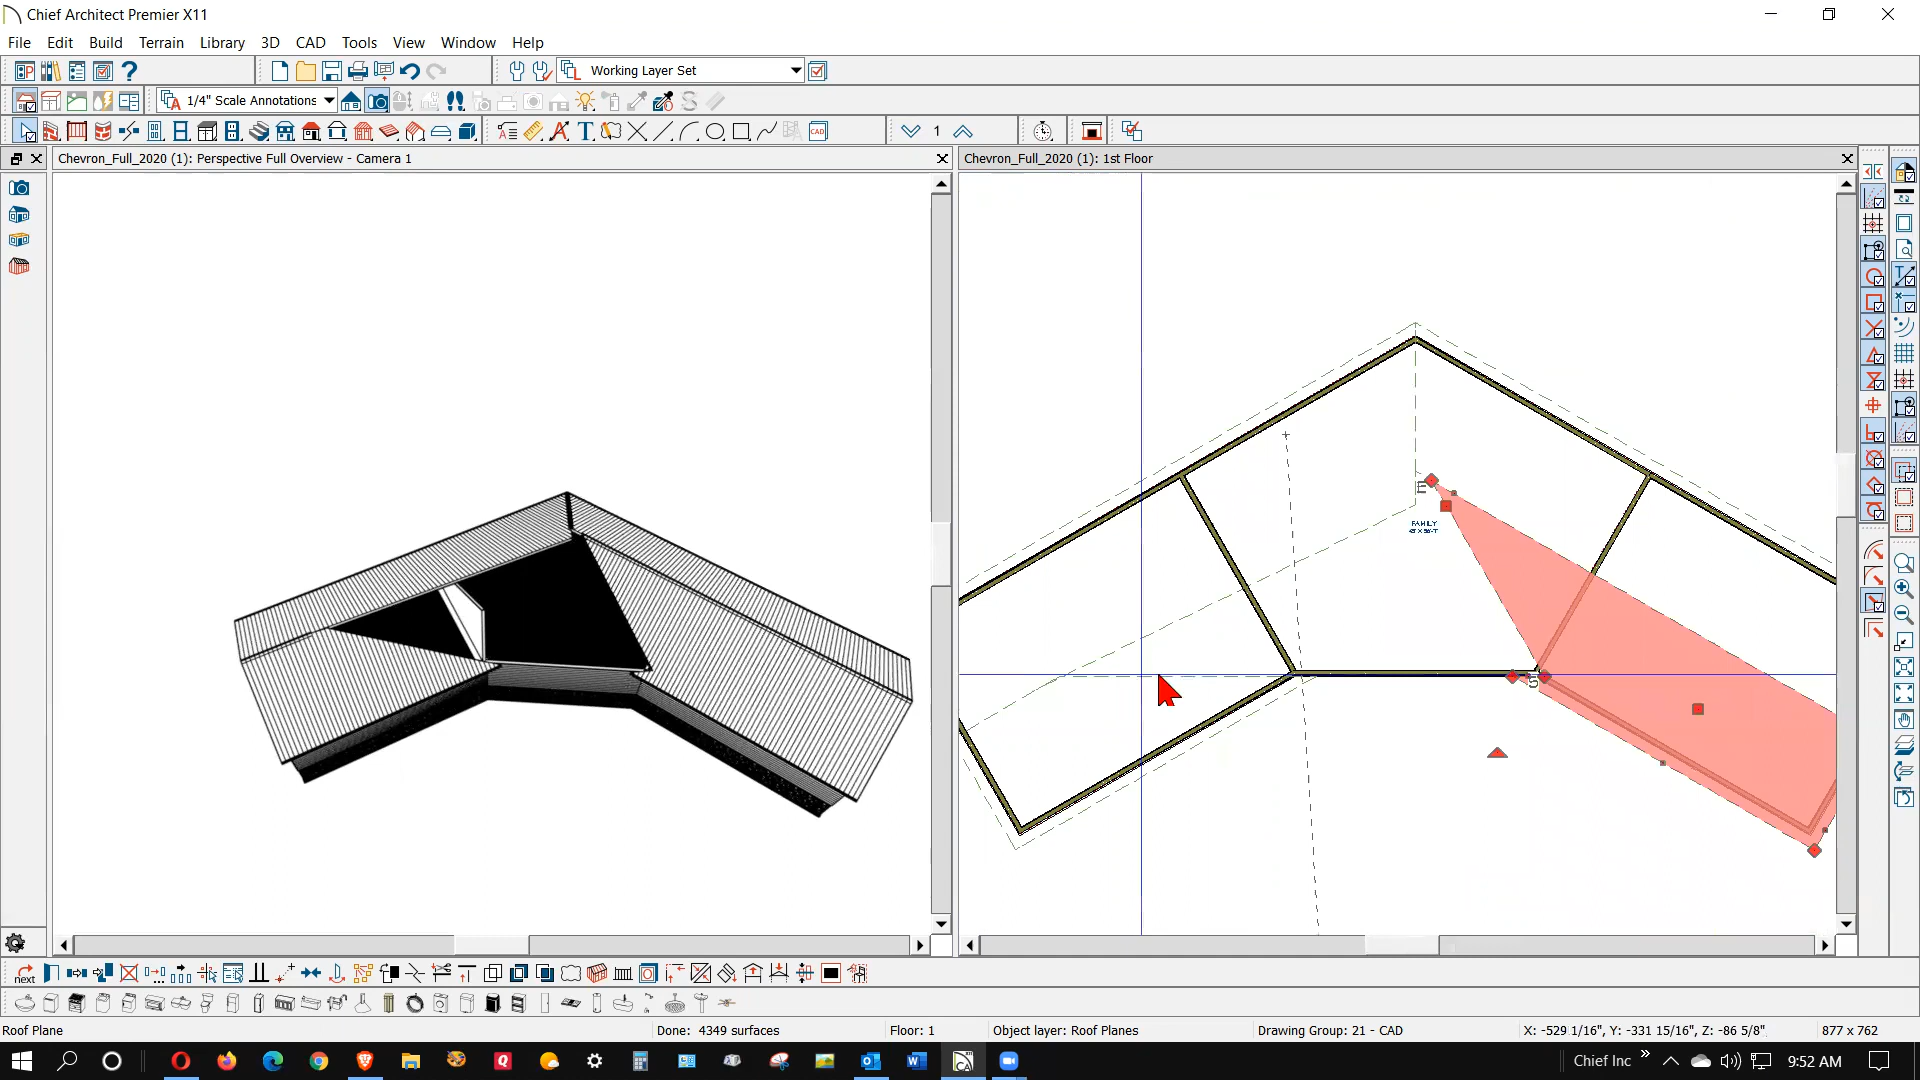 Chief Architect Premier X11
File Edit Build Terrain Library 3D CAD Tools View Window Help
Working Layer Set
1/4" Scale Annotations
1
Chevron_Full_2020 (1): Perspective Full Overview - Camera 1
Chevron_Full_2020 (1): 1st Floor
E
FAMILY
S
next
Roof Plane
Done: 4349 surfaces
Floor: 1
Object layer: Roof Planes
Drawing Group: 21 - CAD
X: -529 1/16", Y: -331 15/16", Z: -86 5/8"
877 x 762
Chief Inc
9:52 AM